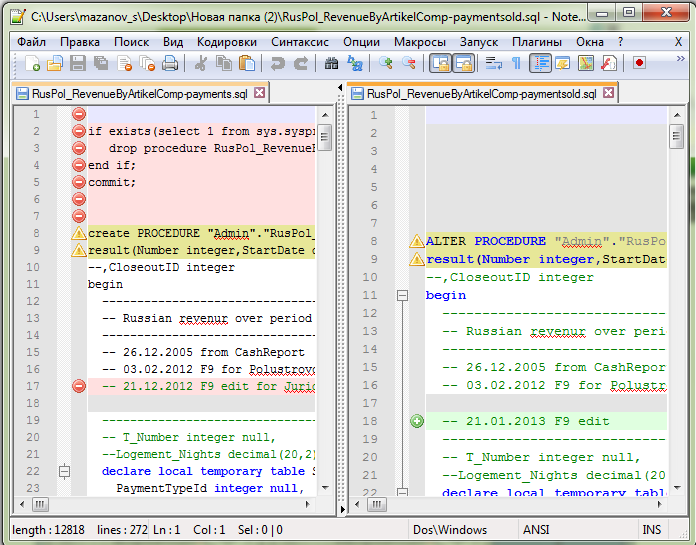 C:\Users\mazanov_s\Desktop\Новая папка (2)\RusPol_RevenueByArtikelComp-paymentsold.sql - Note...
Файл Правка Поиск Вид Кодировки Синтаксис Опции Макросы Запуск Плагины Окна ? X
RusPol_RevenueByArtikelComp-payments.sql
1
2 if exists(select 1 from sys.syspr
3 drop procedure RusPol_RevenueB
4 end if;
5 commit;
6
7
8 create PROCEDURE "Admin"."RusPol_
9 result(Number integer,StartDate d
10 --,CloseoutID integer
11 begin
12 ----------------------------------
13 -- Russian revenur over period
14 ----------------------------------
15 -- 26.12.2005 from CashReport
16 -- 03.02.2012 F9 for Polustrovo
17 -- 21.12.2012 F9 edit for Juric
18
19 ----------------------------------
20 -- T_Number integer null,
21 --Logement_Nights decimal(20,2)
22 declare local temporary table S
23 PaymentTypeId integer null,
RusPol_RevenueByArtikelComp-paymentsold.sql
1
2
3
4
5
6
7
8 ALTER PROCEDURE "Admin"."RusPo
9 result(Number integer,StartDat
10 --,CloseoutID integer
11 begin
12 ----------------------------------
13 -- Russian revenur over peri
14 ----------------------------------
15 -- 26.12.2005 from CashRepor
16 -- 03.02.2012 F9 for Polustr
17
18 -- 21.01.2013 F9 edit
19 ----------------------------------
20 -- T_Number integer null,
21 --Logement_Nights decimal(20
22 declare local temporary tabl
length : 12818 lines : 272 Ln : 1 Col : 1 Sel : 0 | 0 Dos\Windows ANSI INS